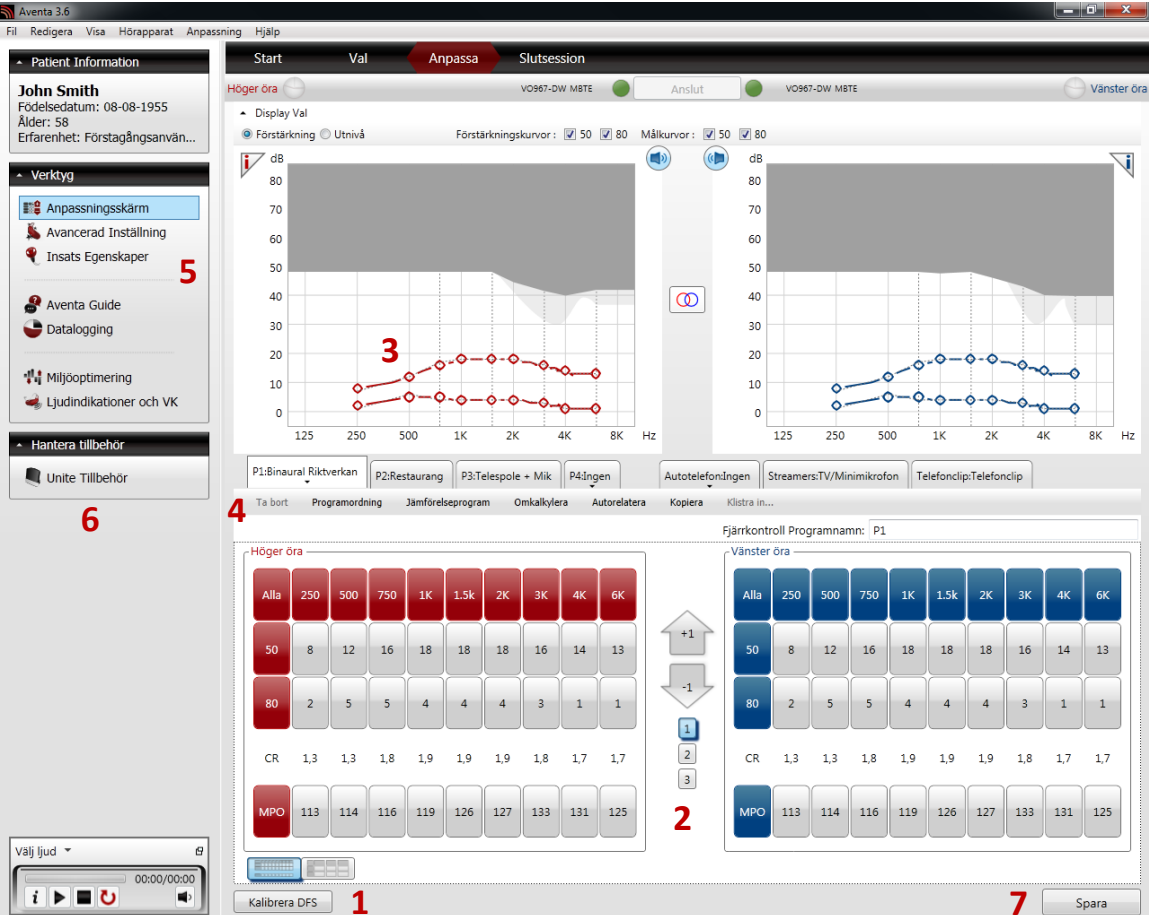 Aventa 3.6
Fil Redigera Visa Hörapparat Anpassning Hjälp
Patient Information
John Smith
Födelsedatum: 08-08-1955
Ålder: 58
Erfarenhet: Förstagångsanvän...
Verktyg
Anpassningsskärm
Avancerad Inställning
Insats Egenskaper
5
Aventa Guide
Datalogging
Miljöoptimering
Ljudindikationer och VK
Hantera tillbehör
Unite Tillbehör
6
Välj ljud
00:00/00:00
Start Val Anpassa Slutsession
Höger öra VO967-DW MBTE Anslut VO967-DW MBTE Vänster öra
Display Val
Förstärkning Utnivå Förstärkningskurvor : 50 80 Målkurvor : 50 80
dB
80
70
60
50
40
30
20
10
0
125 250 500 1K 2K 4K 8K Hz
3
dB
80
70
60
50
40
30
20
10
0
125 250 500 1K 2K 4K 8K Hz
P1:Binaural Riktverkan P2:Restaurang P3:Telespole + Mik P4:Ingen Autotelefon:Ingen Streamers:TV/Minimikrofon Telefonclip:Telefonclip
4 Ta bort Programordning Jämförelseprogram Omkalkylera Autorelatera Kopiera Klistra in...
Fjärrkontroll Programnamn: P1
Höger öra
Alla 250 500 750 1K 1.5k 2K 3K 4K 6K
50 8 12 16 18 18 18 16 14 13
80 2 5 5 4 4 4 3 1 1
CR 1,3 1,3 1,8 1,9 1,9 1,9 1,8 1,7 1,7
MPO 113 114 116 119 126 127 133 131 125
+1
-1
1
2
3
2
Vänster öra
Alla 250 500 750 1K 1.5k 2K 3K 4K 6K
50 8 12 16 18 18 18 16 14 13
80 2 5 5 4 4 4 3 1 1
CR 1,3 1,3 1,8 1,9 1,9 1,9 1,8 1,7 1,7
MPO 113 114 116 119 126 127 133 131 125
Kalibrera DFS 1 7 Spara